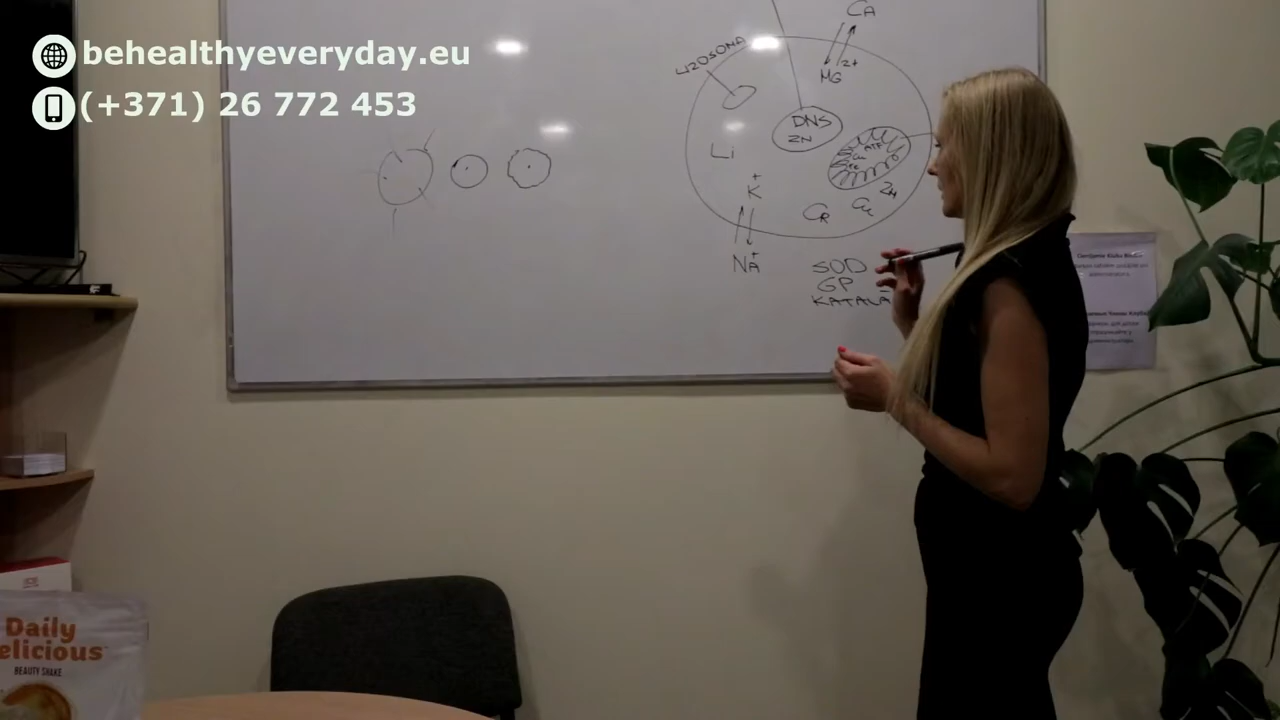 behealthyeveryday.eu
(+371) 26 772 453
CA
MG 2+
LIZOSOMA
DNS
ZN
ATF
Cu
Fe
Li
K+
Zn
CR
Cu
NA+
SOD
GP
KATALĀ
Daily
elicious
BEAUTY SHAKE